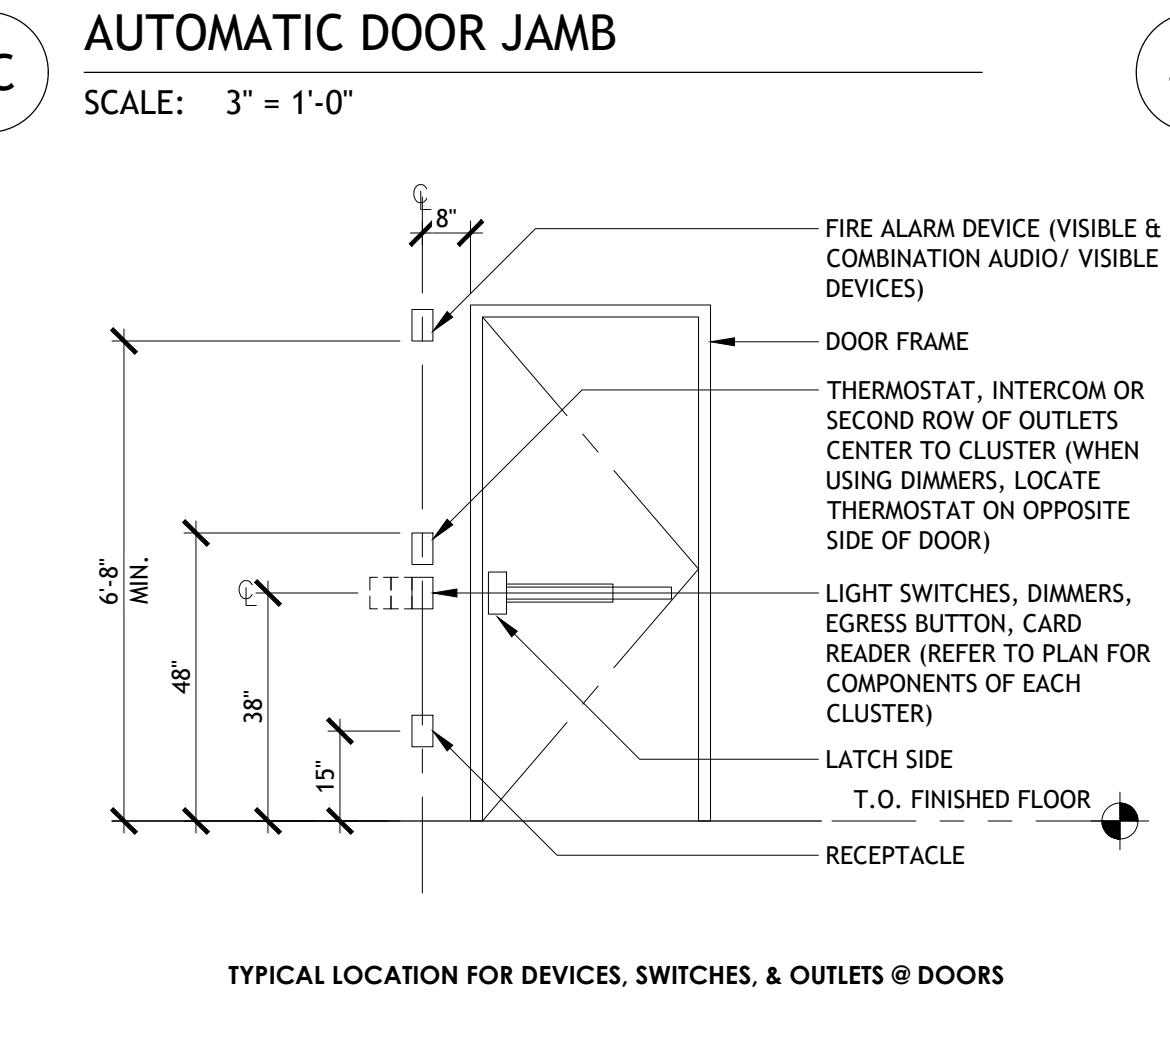 C
AUTOMATIC DOOR JAMB
SCALE: 3" = 1'-0"
℄
8"
FIRE ALARM DEVICE (VISIBLE &
COMBINATION AUDIO/ VISIBLE
DEVICES)
DOOR FRAME
THERMOSTAT, INTERCOM OR
SECOND ROW OF OUTLETS
CENTER TO CLUSTER (WHEN
USING DIMMERS, LOCATE
THERMOSTAT ON OPPOSITE
SIDE OF DOOR)
6'-8"
MIN.
48"
℄
38"
15"
LIGHT SWITCHES, DIMMERS,
EGRESS BUTTON, CARD
READER (REFER TO PLAN FOR
COMPONENTS OF EACH
CLUSTER)
LATCH SIDE
T.O. FINISHED FLOOR
RECEPTACLE
TYPICAL LOCATION FOR DEVICES, SWITCHES, & OUTLETS @ DOORS